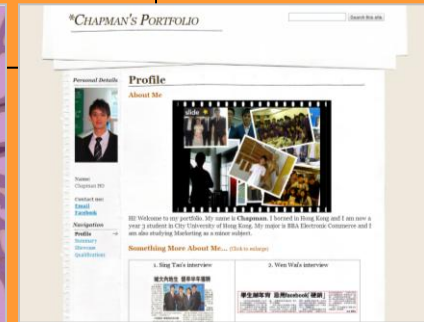 *CHAPMAN'S PORTFOLIO
Search this site
Personal Details
Name:
Chapman HO
Contact me:
Email
Facebook
Navigation
Profile
Summary
Showcase
Qualification
Profile
About Me
slide
Hi! Welcome to my portfolio. My name is Chapman. I borned in Hong Kong and I am now a
year 3 student in City University of Hong Kong. My major is BBA Electronic Commerce and I
am also studying Marketing as a minor subject.
Something More About Me... (Click to enlarge)
1. Sing Tao's interview
2. Wen Wai's interview